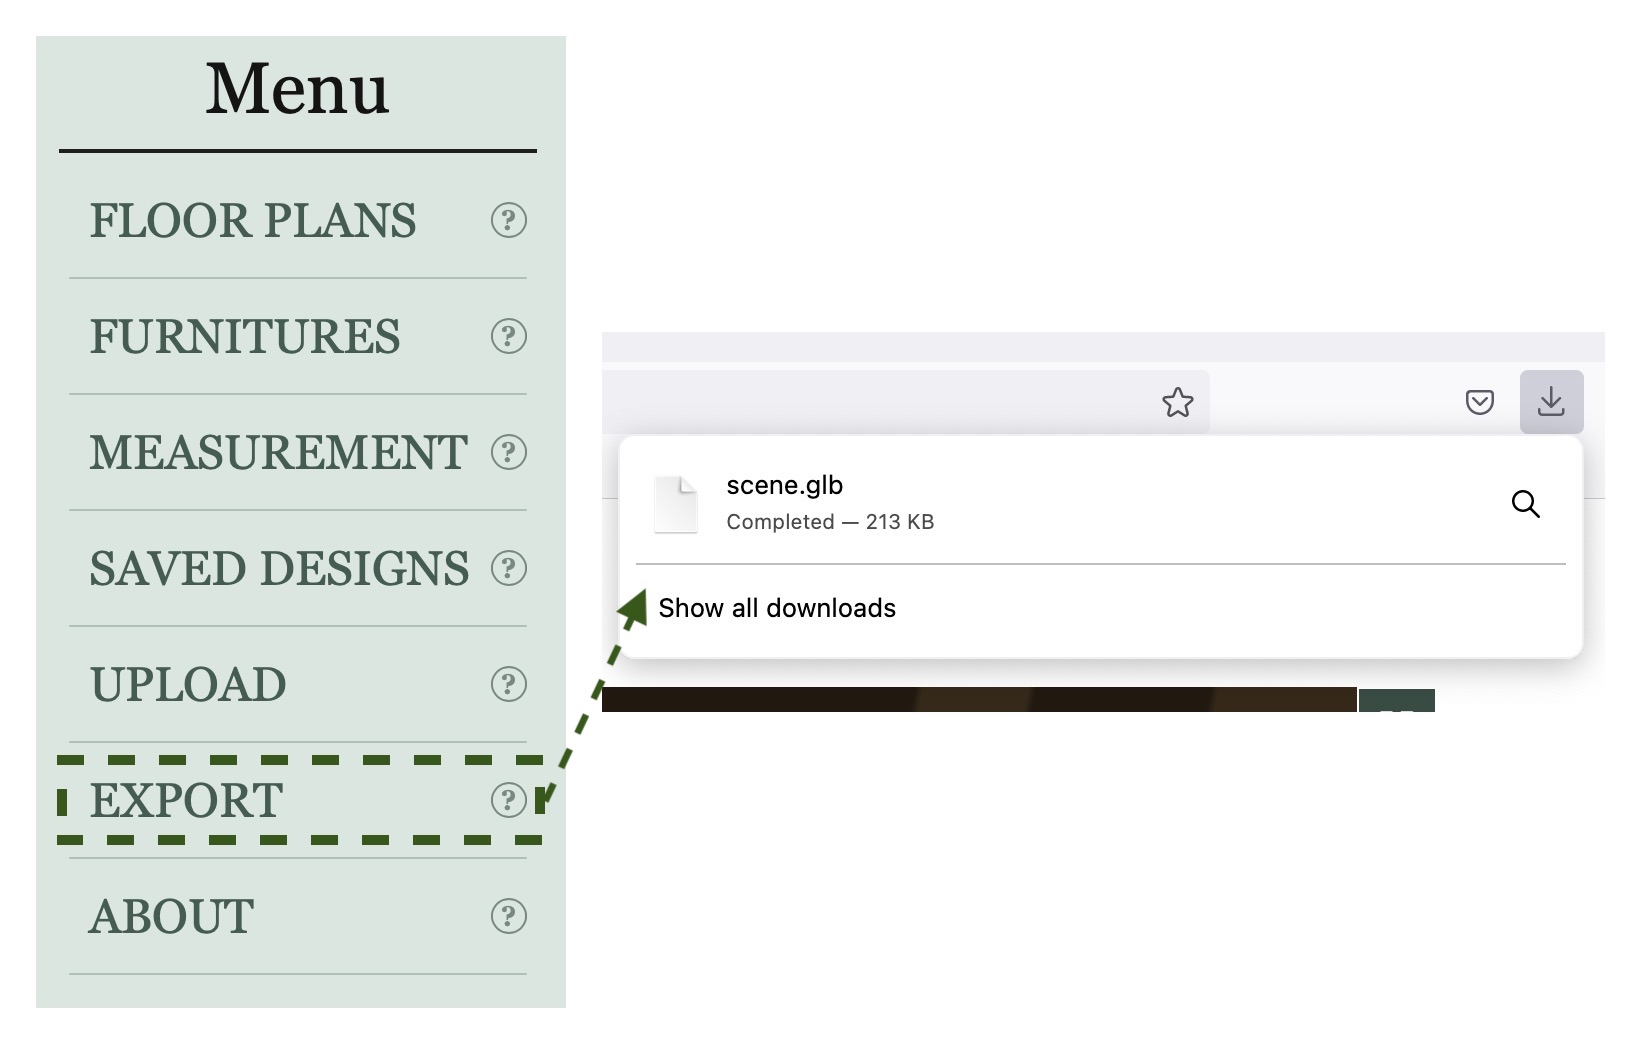 Menu
FLOOR PLANS ?
FURNITURES ?
MEASUREMENT ?
SAVED DESIGNS ?
UPLOAD ?
EXPORT ?
ABOUT ?
scene.glb
Completed — 213 KB
Show all downloads